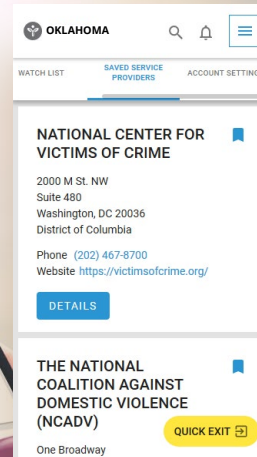 OKLAHOMA
WATCH LIST
SAVED SERVICE
PROVIDERS
ACCOUNT SETTING
NATIONAL CENTER FOR
VICTIMS OF CRIME
2000 M St. NW
Suite 480
Washington, DC 20036
District of Columbia
Phone (202) 467-8700
Website https://victimsofcrime.org/
DETAILS
THE NATIONAL
COALITION AGAINST
DOMESTIC VIOLENCE
(NCADV)
QUICK EXIT
One Broadway